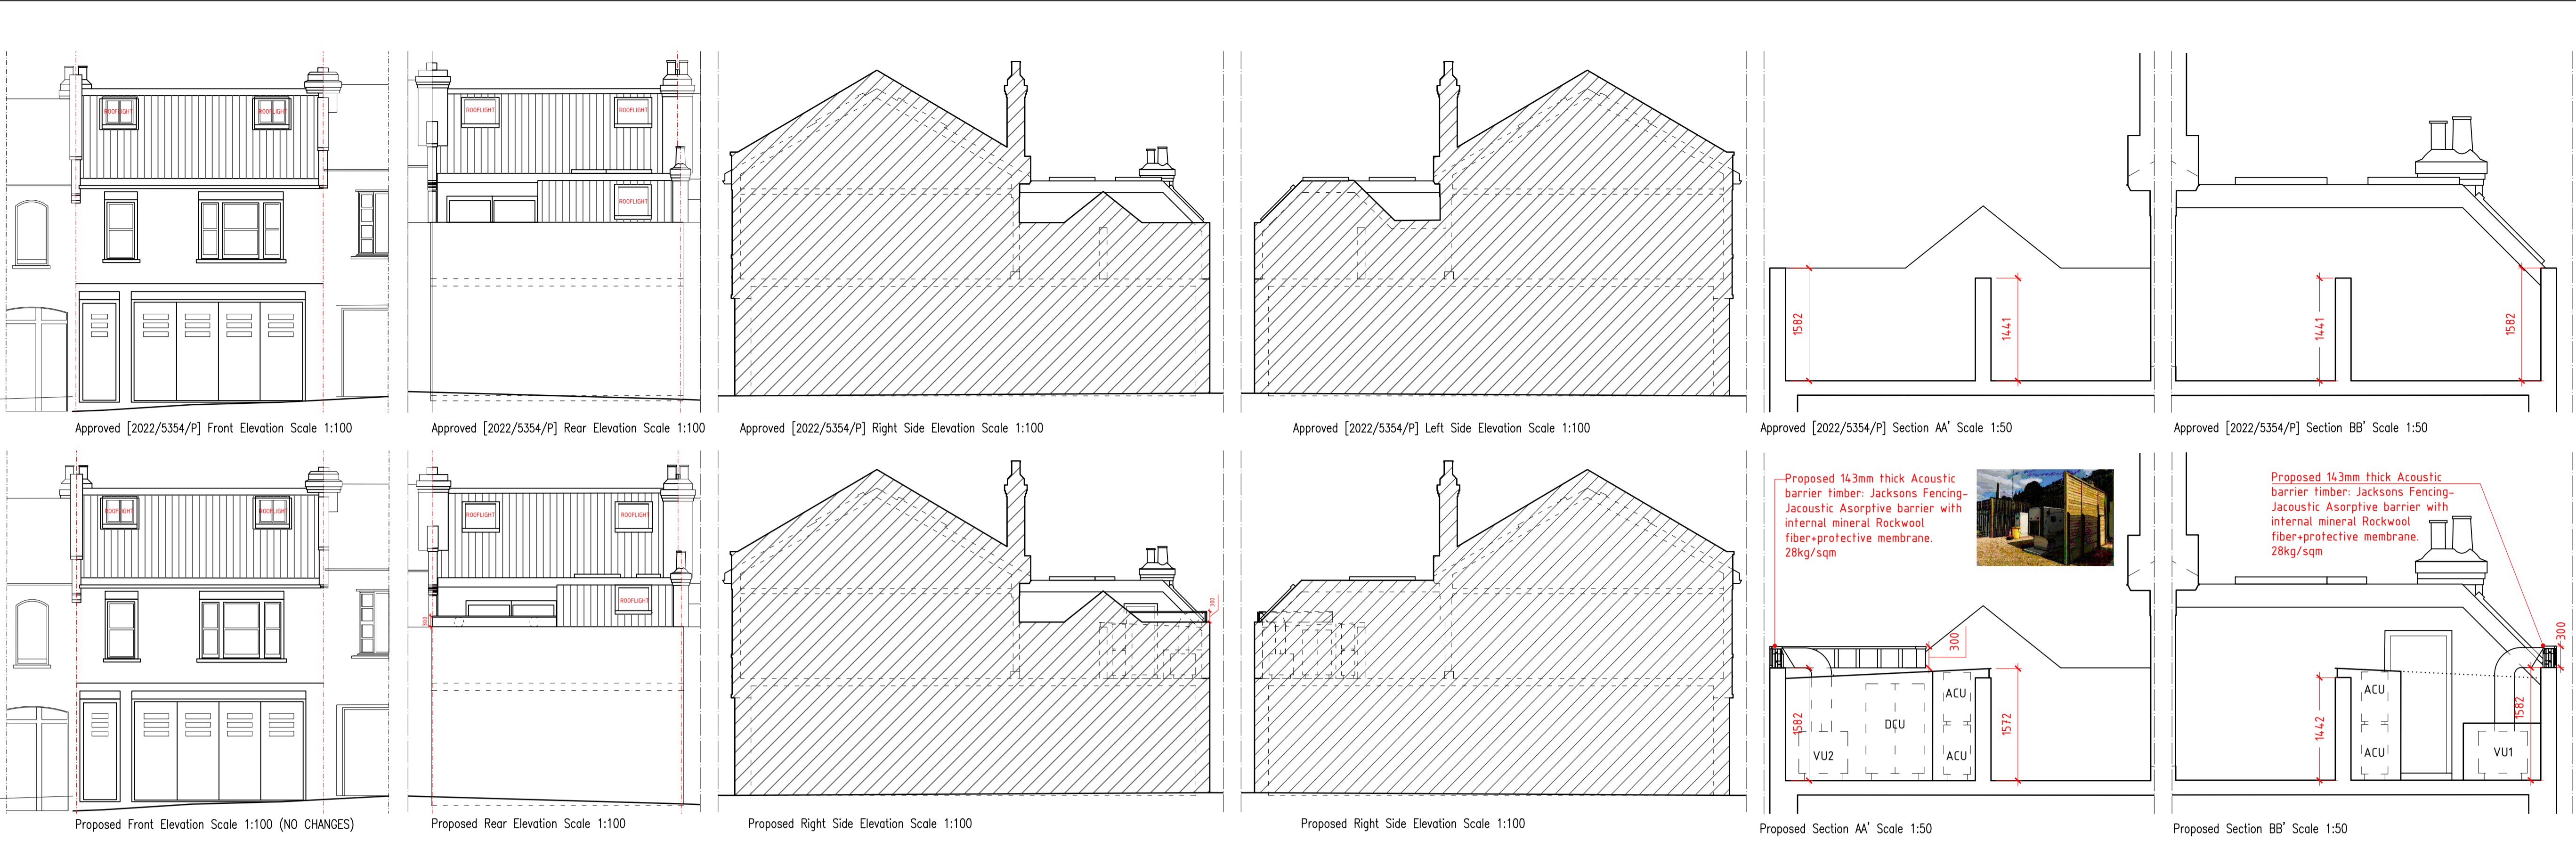 ROOFLIGHT
ROOFLIGHT
Approved [2022/5354/P] Front Elevation Scale 1:100
ROOFLIGHT
ROOFLIGHT
ROOFLIGHT
Approved [2022/5354/P] Rear Elevation Scale 1:100
Approved [2022/5354/P] Right Side Elevation Scale 1:100
Approved [2022/5354/P] Left Side Elevation Scale 1:100
1582
1441
Approved [2022/5354/P] Section AA' Scale 1:50
1441
1582
Approved [2022/5354/P] Section BB' Scale 1:50
ROOFLIGHT
ROOFLIGHT
Proposed Front Elevation Scale 1:100 (NO CHANGES)
ROOFLIGHT
ROOFLIGHT
ROOFLIGHT
300
Proposed Rear Elevation Scale 1:100
300
Proposed Right Side Elevation Scale 1:100
Proposed Right Side Elevation Scale 1:100
Proposed 143mm thick Acoustic
barrier timber: Jacksons Fencing-
Jacoustic Asorptive barrier with
internal mineral Rockwool
fiber+protective membrane.
28kg/sqm
300
1582
VU2
DCU
ACU
ACU
1572
Proposed Section AA' Scale 1:50
Proposed 143mm thick Acoustic
barrier timber: Jacksons Fencing-
Jacoustic Asorptive barrier with
internal mineral Rockwool
fiber+protective membrane.
28kg/sqm
300
1442
ACU
ACU
1582
VU1
Proposed Section BB' Scale 1:50